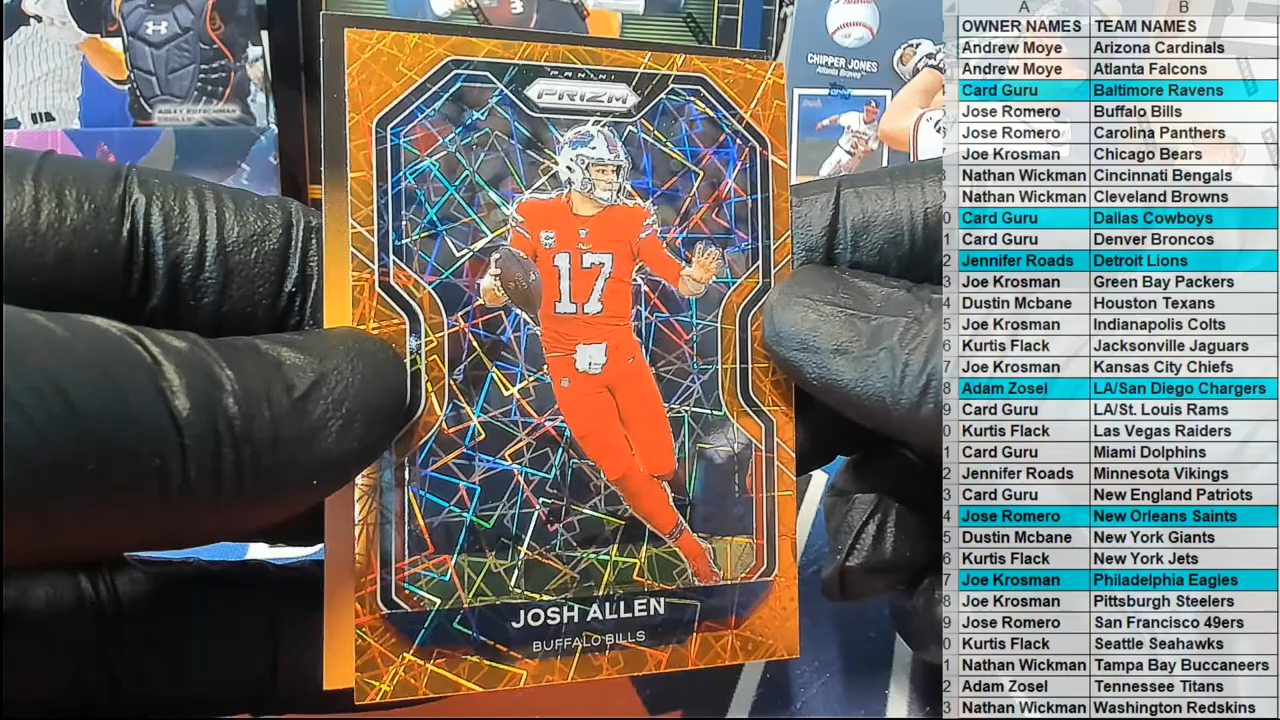 ADLEY RUTSCHMAN
CHIPPER JONES
Atlanta Braves
PANINI
PRIZM
17
JOSH ALLEN
BUFFALO BILLS
A B
OWNER NAMES TEAM NAMES
Andrew Moye Arizona Cardinals
Andrew Moye Atlanta Falcons
Card Guru Baltimore Ravens
Jose Romero Buffalo Bills
Jose Romero Carolina Panthers
Joe Krosman Chicago Bears
Nathan Wickman Cincinnati Bengals
Nathan Wickman Cleveland Browns
Card Guru Dallas Cowboys
Card Guru Denver Broncos
Jennifer Roads Detroit Lions
Joe Krosman Green Bay Packers
Dustin Mcbane Houston Texans
Joe Krosman Indianapolis Colts
Kurtis Flack Jacksonville Jaguars
Joe Krosman Kansas City Chiefs
Adam Zosel LA/San Diego Chargers
Card Guru LA/St. Louis Rams
Kurtis Flack Las Vegas Raiders
Card Guru Miami Dolphins
Jennifer Roads Minnesota Vikings
Card Guru New England Patriots
Jose Romero New Orleans Saints
Dustin Mcbane New York Giants
Kurtis Flack New York Jets
Joe Krosman Philadelphia Eagles
Joe Krosman Pittsburgh Steelers
Jose Romero San Francisco 49ers
Kurtis Flack Seattle Seahawks
Nathan Wickman Tampa Bay Buccaneers
Adam Zosel Tennessee Titans
Nathan Wickman Washington Redskins